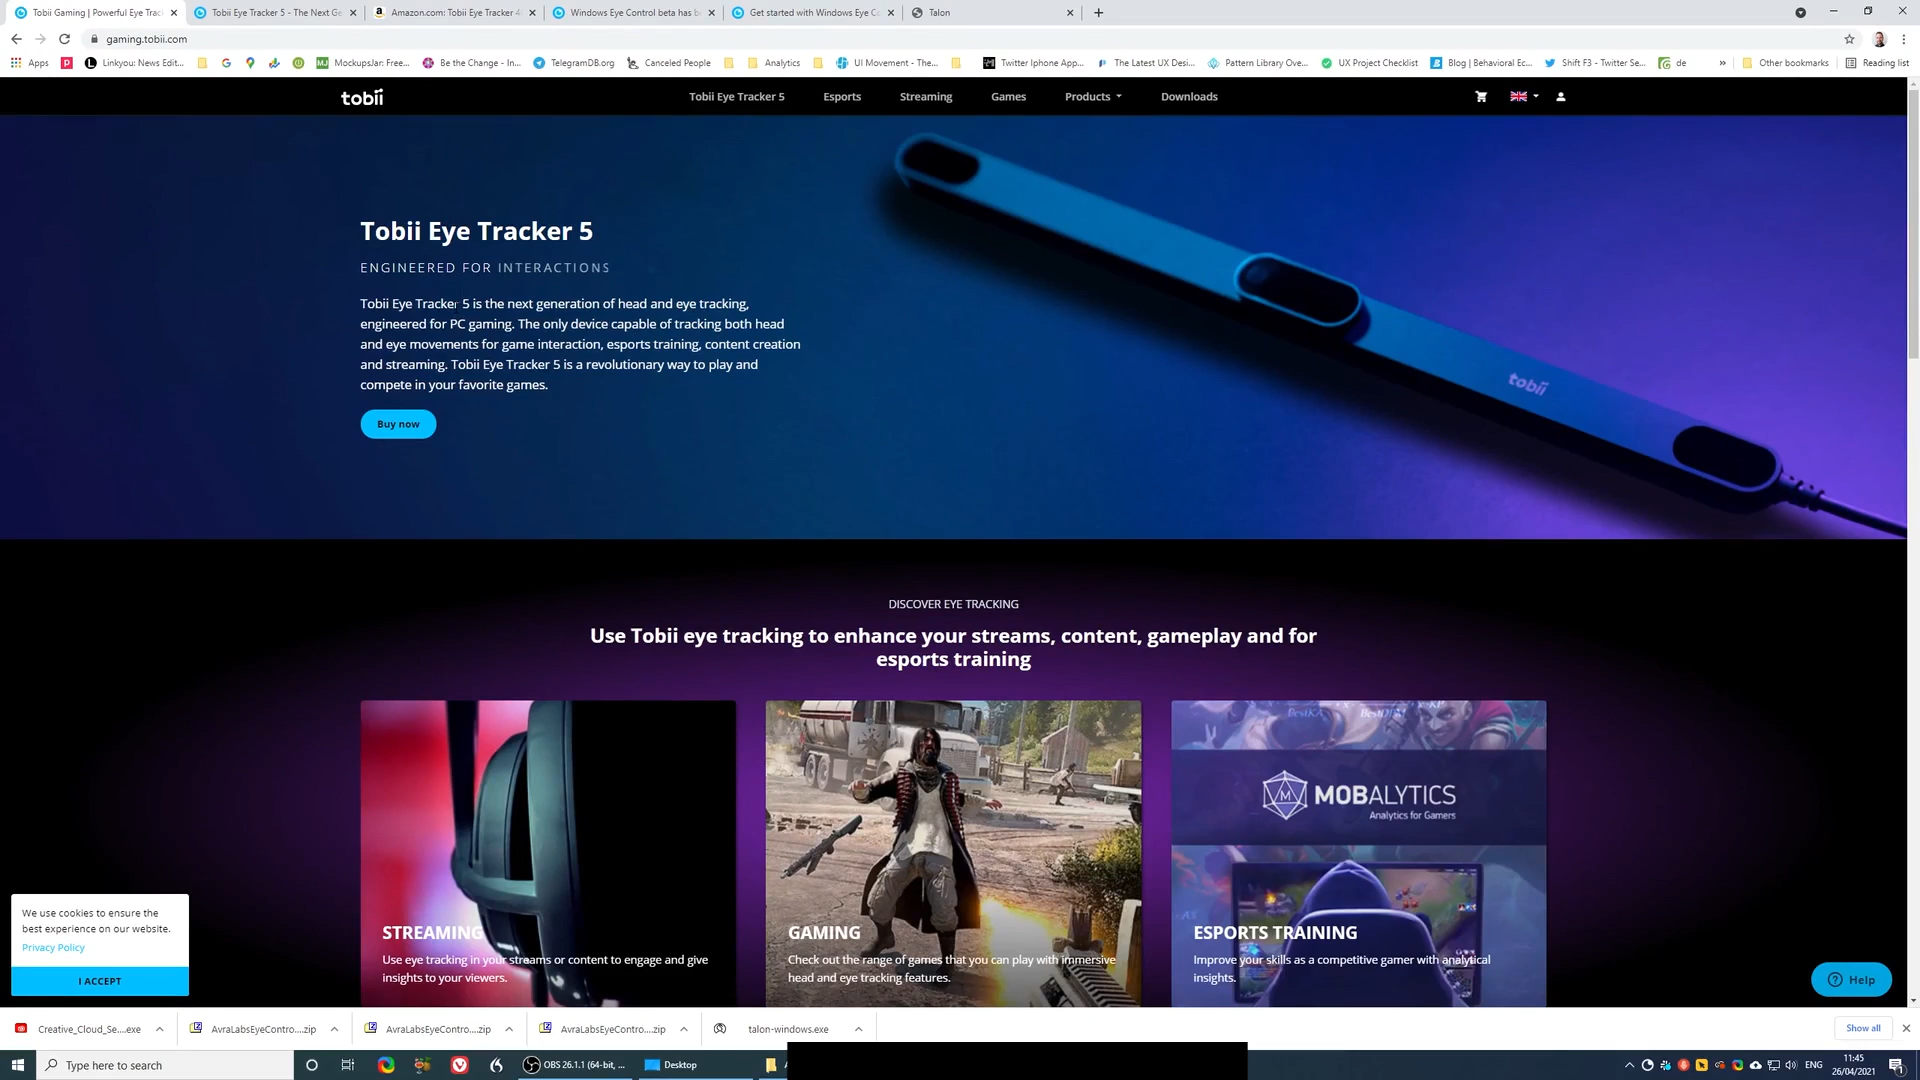 Tobii Gaming | Powerful Eye Track
Tobii Eye Tracker 5 - The Next Ge
Amazon.com: Tobii Eye Tracker 4
Windows Eye Control beta has b
Get started with Windows Eye C
Talon
gaming.tobii.com
Apps
Linkyou: News Edit...
MockupsJar: Free...
Be the Change - In...
TelegramDB.org
Canceled People
Analytics
UI Movement - The...
Twitter Iphone App...
The Latest UX Desi...
Pattern Library Ove...
UX Project Checklist
Blog | Behavioral Ec...
Shift F3 - Twitter Se...
de
»
Other bookmarks
Reading list
tobii
Tobii Eye Tracker 5
Esports
Streaming
Games
Products
Downloads
Tobii Eye Tracker 5
ENGINEERED FOR INTERACTIONS
Tobii Eye Tracker 5 is the next generation of head and eye tracking,
engineered for PC gaming. The only device capable of tracking both head
and eye movements for game interaction, esports training, content creation
and streaming. Tobii Eye Tracker 5 is a revolutionary way to play and
compete in your favorite games.
Buy now
tobii
DISCOVER EYE TRACKING
Use Tobii eye tracking to enhance your streams, content, gameplay and for
esports training
BestKA
BestDPM
KP
MOBALYTICS
Analytics for Gamers
STREAMING
Use eye tracking in your streams or content to engage and give
insights to your viewers.
GAMING
Check out the range of games that you can play with immersive
head and eye tracking features.
ESPORTS TRAINING
Improve your skills as a competitive gamer with analytical
insights.
We use cookies to ensure the
best experience on our website.
Privacy Policy
I ACCEPT
Help
Creative_Cloud_Se....exe
AvraLabsEyeContro....zip
AvraLabsEyeContro....zip
AvraLabsEyeContro....zip
talon-windows.exe
Show all
Type here to search
OBS 26.1.1 (64-bit, ...
Desktop
ENG
11:45
26/04/2021